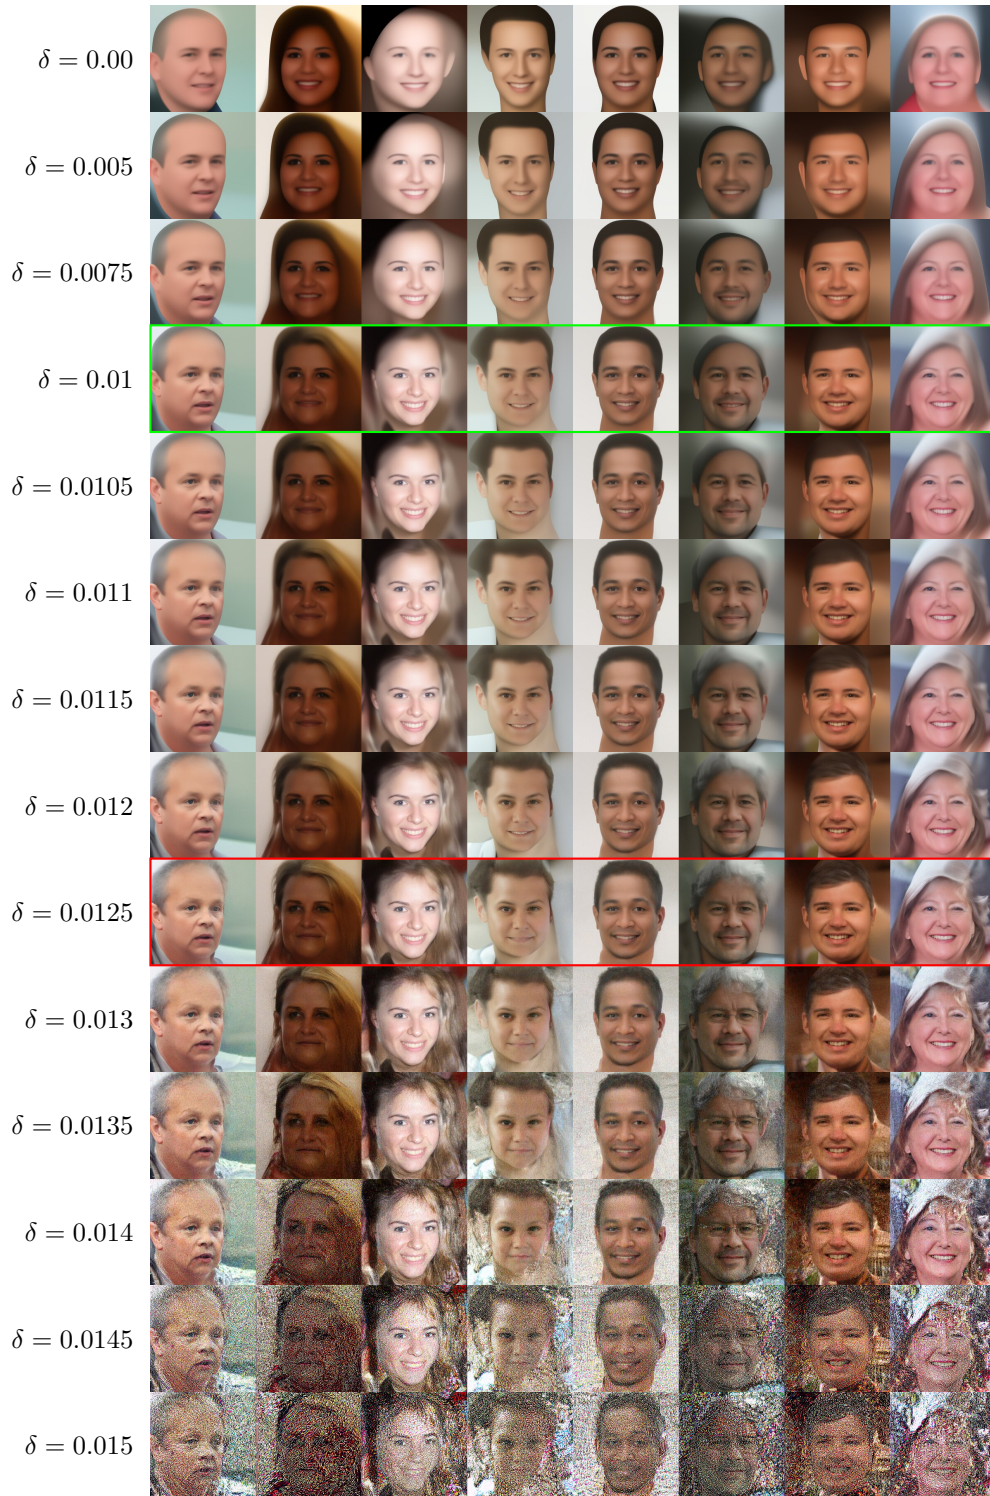 δ = 0.00
δ = 0.005
δ = 0.0075
δ = 0.01
δ = 0.0105
δ = 0.011
δ = 0.0115
δ = 0.012
δ = 0.0125
δ = 0.013
δ = 0.0135
δ = 0.014
δ = 0.0145
δ = 0.015